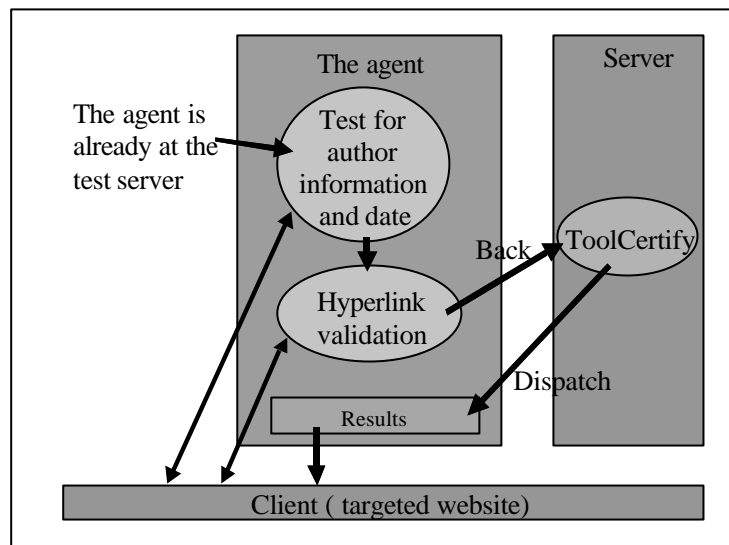 The agent
Server
The agent is
already at the
test server
Test for
author
information
and date
Back
ToolCertify
Hyperlink
validation
Dispatch
Results
Client ( targeted website)